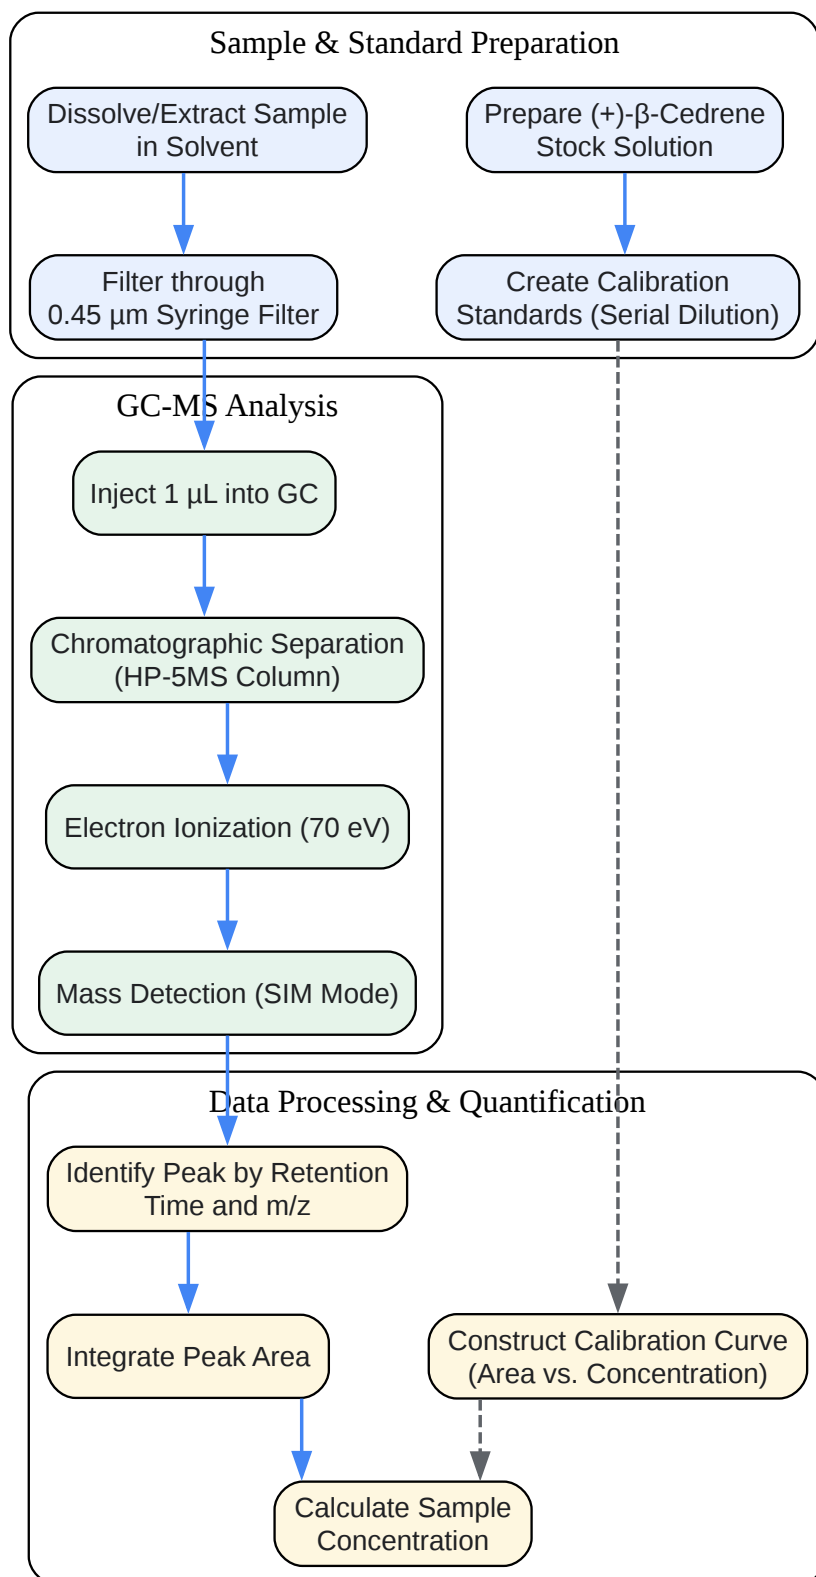 Sample & Standard Preparation
Dissolve/Extract Sample
in Solvent
Prepare (+)-β-Cedrene
Stock Solution
Filter through
0.45 µm Syringe Filter
Create Calibration
Standards (Serial Dilution)
GC-MS Analysis
Inject 1 µL into GC
Chromatographic Separation
(HP-5MS Column)
Electron Ionization (70 eV)
Mass Detection (SIM Mode)
Data Processing & Quantification
Identify Peak by Retention
Time and m/z
Integrate Peak Area
Construct Calibration Curve
(Area vs. Concentration)
Calculate Sample
Concentration